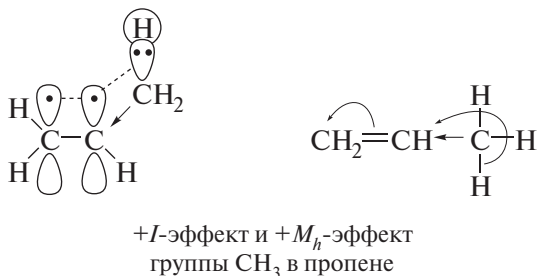 H
CH₂
H
C—C
H H
H
CH₂=CH C—H
H
+I-эффект и +Mₕ-эффект
группы CH₃ в пропене